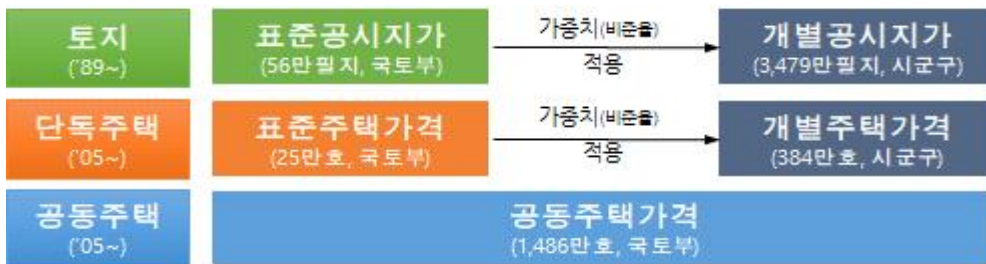 토지
('89~)
표준공시지가
(56만필지, 국토부)
가중치(비준율)
적용
개별공시지가
(3,479만필지, 시군구)
단독주택
('05~)
표준주택가격
(25만호, 국토부)
가중치(비준율)
적용
개별주택가격
(384만호, 시군구)
공동주택
('05~)
공동주택가격
(1,486만호, 국토부)